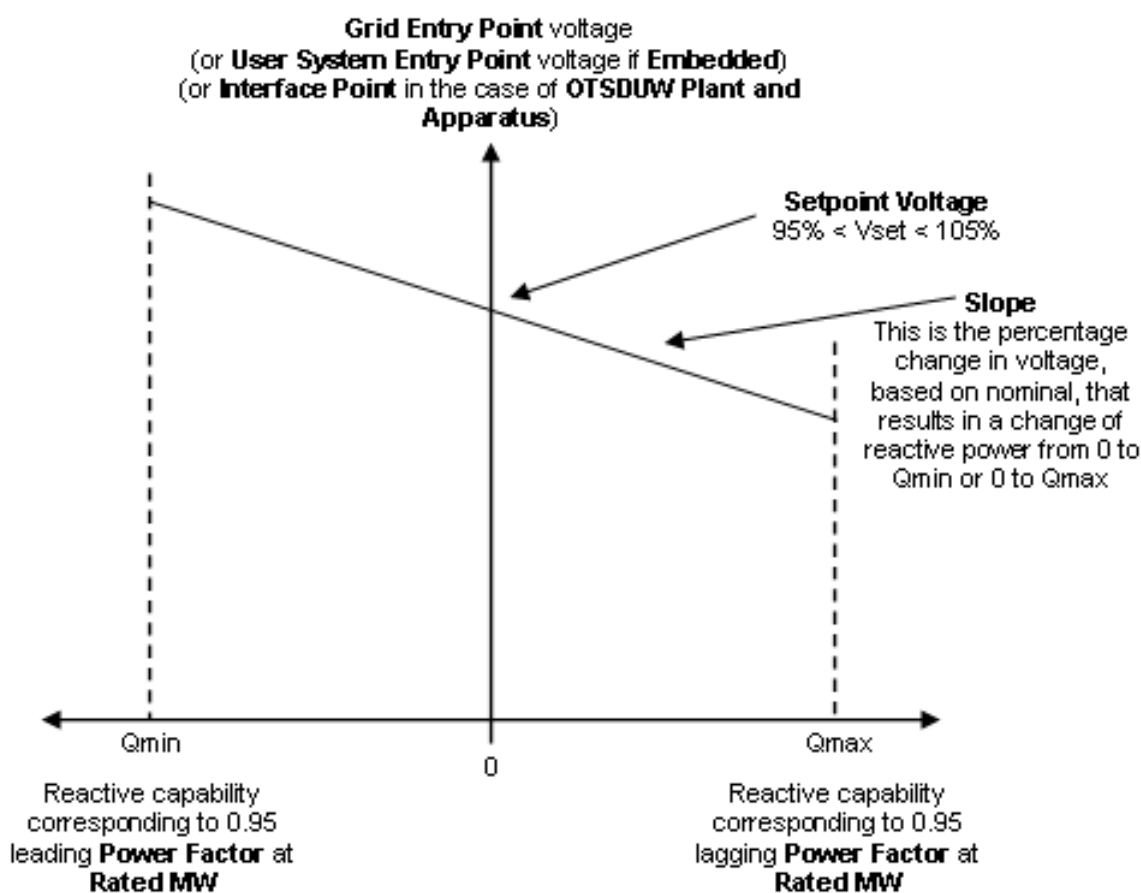 Grid Entry Point voltage
(or User System Entry Point voltage if Embedded)
(or Interface Point in the case of OTSDUW Plant and
Apparatus)
Setpoint Voltage
95% < Vset < 105%
Slope
This is the percentage
change in voltage,
based on nominal, that
results in a change of
reactive power from 0 to
Qmin or 0 to Qmax
Qmin
0
Qmax
Reactive capability
corresponding to 0.95
leading Power Factor at
Rated MW
Reactive capability
corresponding to 0.95
lagging Power Factor at
Rated MW